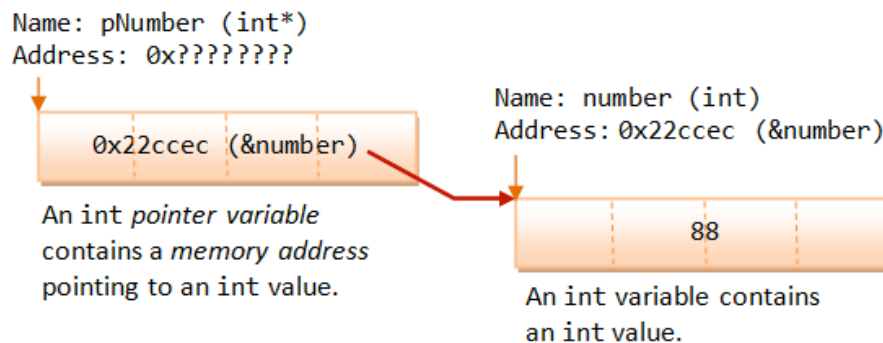 Name: pNumber (int*)
Address: 0x????????
0x22ccec (&number)
An int pointer variable
contains a memory address
pointing to an int value.
Name: number (int)
Address: 0x22ccec (&number)
88
An int variable contains
an int value.